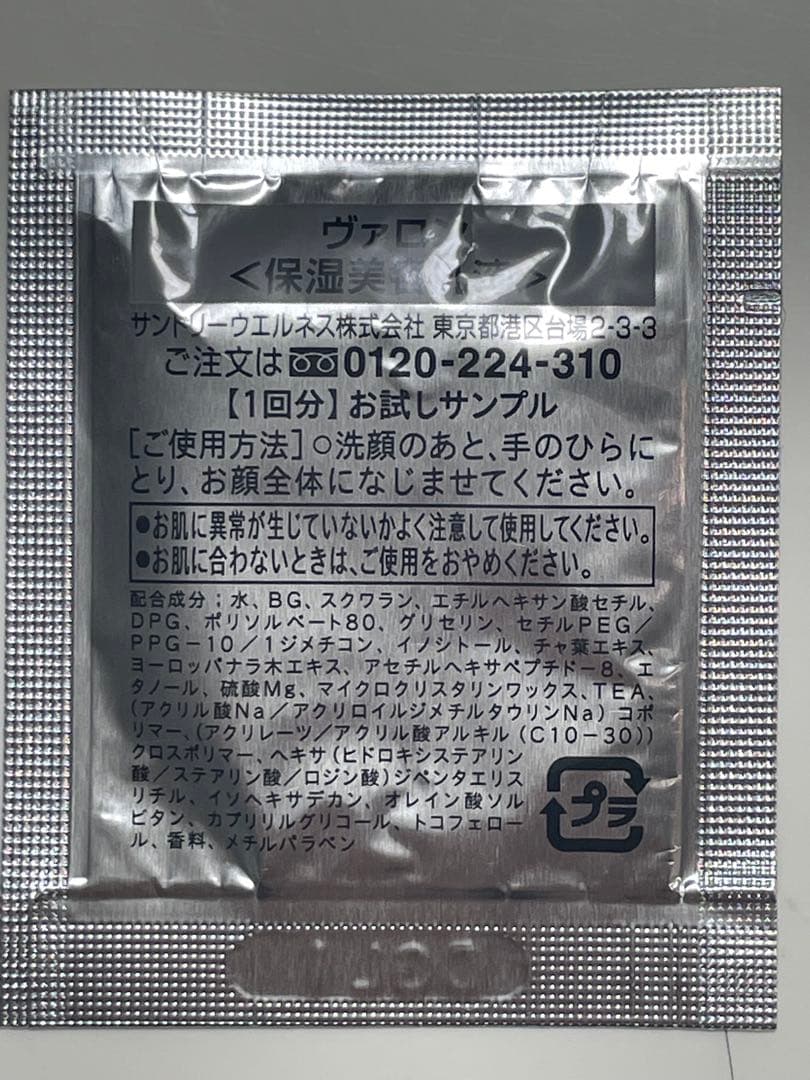 ヴァロン
＜保湿美容液＞
サントリーウエルネス株式会社 東京都港区台場2-3-3
ご注文は 0120-224-310
【1回分】お試しサンプル
[ご使用方法]○洗顔のあと、手のひらに
とり、お顔全体になじませてください。
●お肌に異常が生じていないかよく注意して使用してください。
●お肌に合わないときは、ご使用をおやめください。
配合成分；水、BG、スクワラン、エチルヘキサン酸セチル、
DPG、ポリソルベート80、グリセリン、セチルPEG／
PPG-10／1ジメチコン、イノシトール、チャ葉エキス、
ヨーロッパナラ木エキス、アセチルヘキサペプチド-8、エ
タノール、硫酸Mg、マイクロクリスタリンワックス、TEA、
(アクリル酸Na／アクリロイルジメチルタウリンNa) コポ
リマー、(アクリレーツ／アクリル酸アルキル (C10-30))
クロスポリマー、ヘキサ (ヒドロキシステアリン
酸／ステアリン酸／ロジン酸) ジペンタエリス
リチル、イソヘキサデカン、オレイン酸ソル
ビタン、カプリリルグリコール、トコフェロー
ル、香料、メチルパラベン
プラ